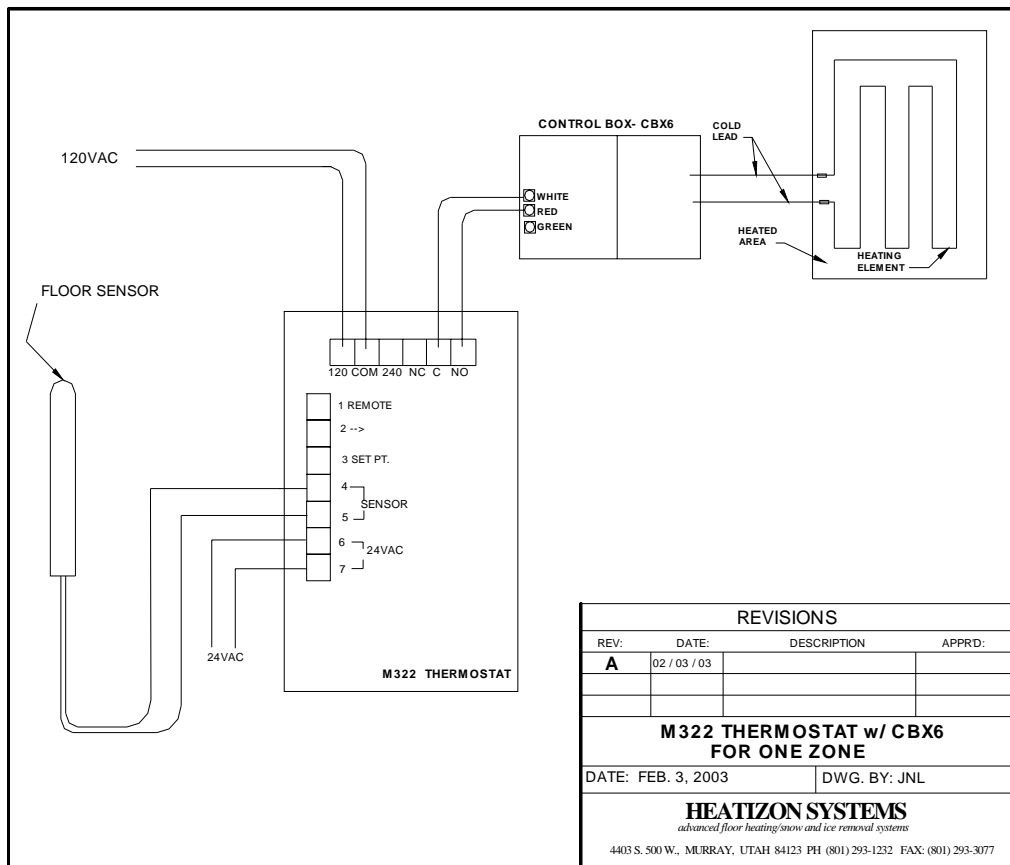 CONTROL BOX- CBX6
COLD
LEAD
120VAC
WHITE
RED
GREEN
HEATED
AREA
HEATING
ELEMENT
FLOOR SENSOR
120 COM 240 NC C NO
1 REMOTE
2 -->
3 SET PT.
4
SENSOR
5
6
24VAC
7
24VAC
M322 THERMOSTAT
REVISIONS
REV: DATE: DESCRIPTION APPR'D:
A 02 / 03 / 03
M322 THERMOSTAT w/ CBX6
FOR ONE ZONE
DATE: FEB. 3, 2003 DWG. BY: JNL
HEATIZON SYSTEMS
advanced floor heating/snow and ice removal systems
4403 S. 500 W., MURRAY, UTAH 84123 PH (801) 293-1232 FAX: (801) 293-3077